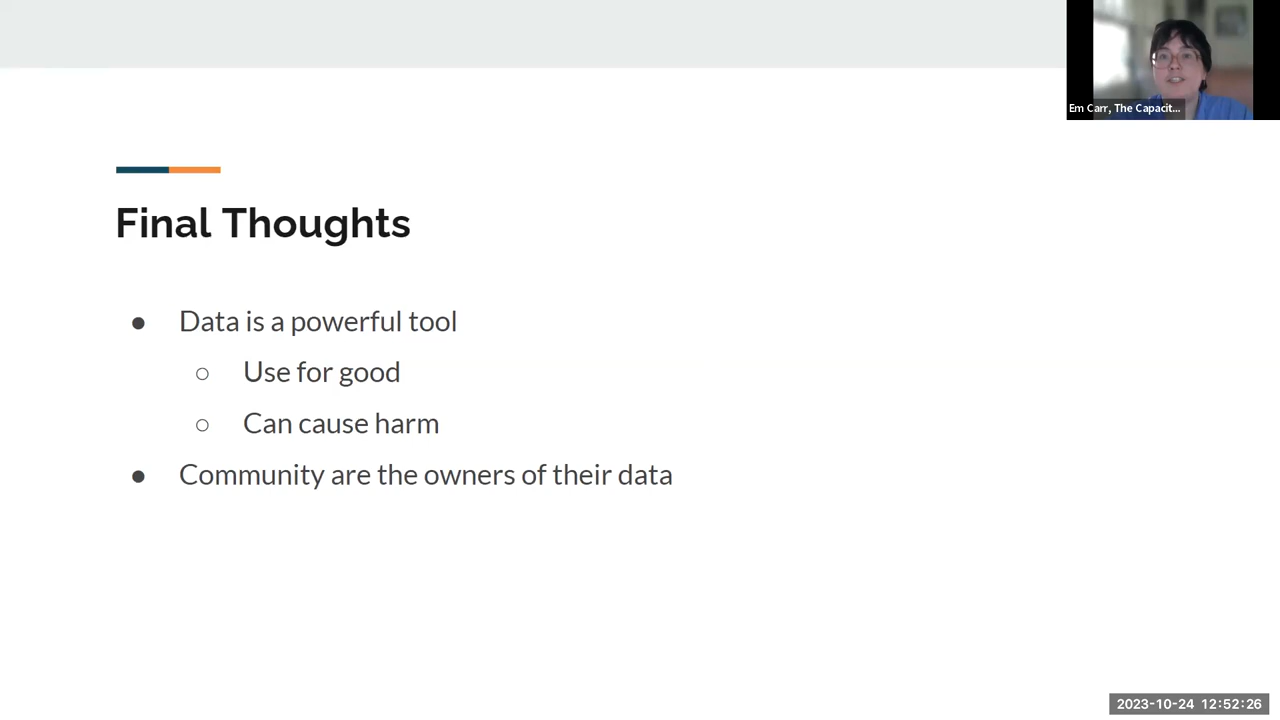 Em Carr, The Capacit...
Final Thoughts
● Data is a powerful tool
○ Use for good
○ Can cause harm
● Community are the owners of their data
2023-10-24 12:52:26